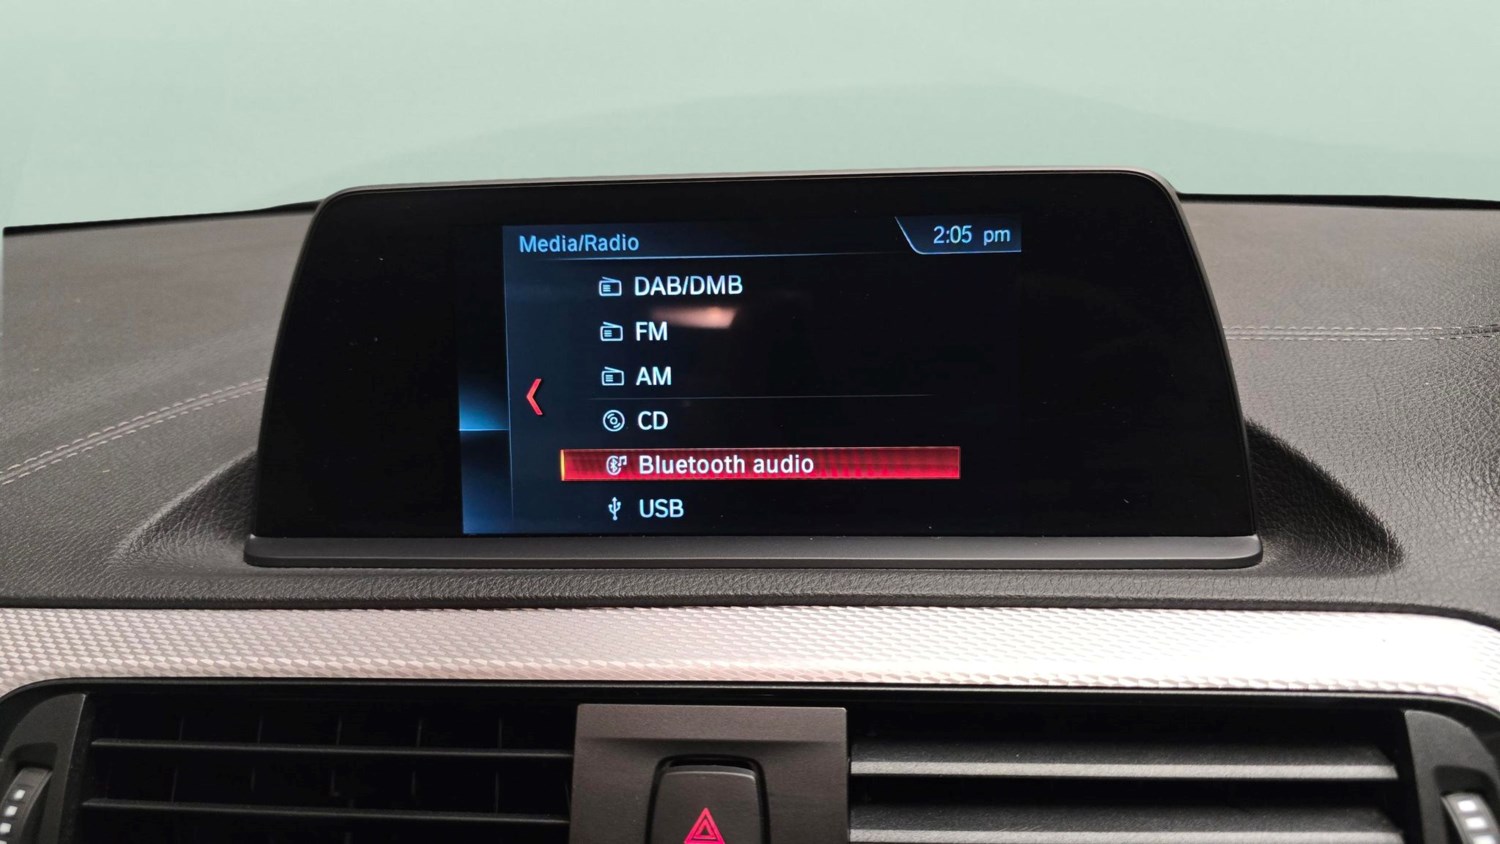 Media/Radio
2:05 pm
DAB/DMB
FM
AM
CD
Bluetooth audio
USB